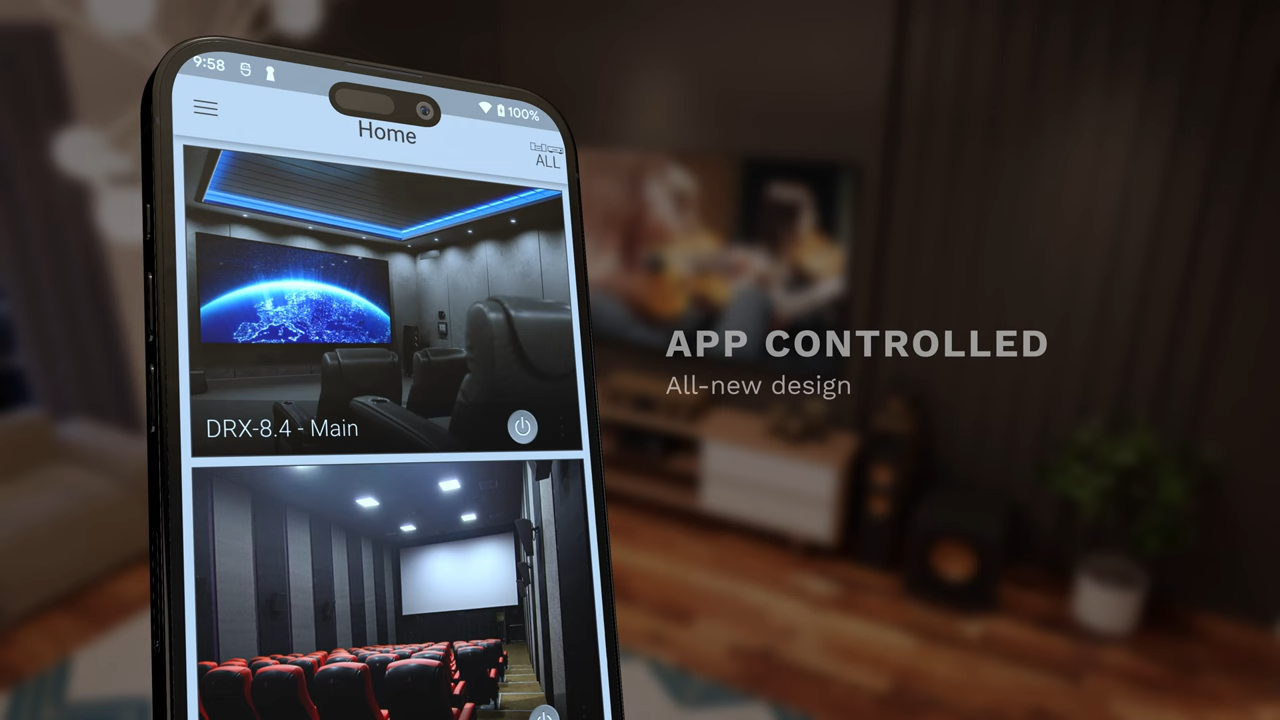 9:58
100%
Home
ALL
DRX-8.4 - Main
APP CONTROLLED
All-new design